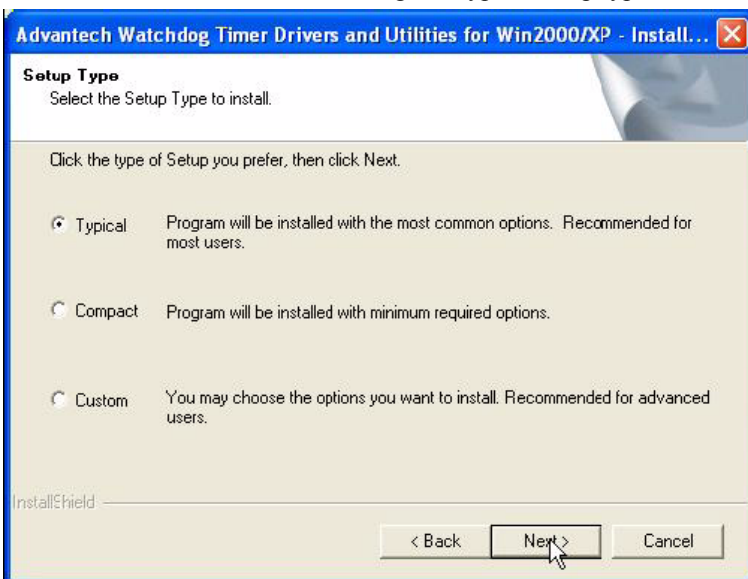 Advantech Watchdog Timer Drivers and Utilities for Win2000/XP - Install...
Setup Type
Select the Setup Type to install.
Click the type of Setup you prefer, then click Next.
Typical Program will be installed with the most common options. Recommended for
most users.
Compact Program will be installed with minimum required options.
Custom You may choose the options you want to install. Recommended for advanced
users.
InstallShield
< Back Next > Cancel